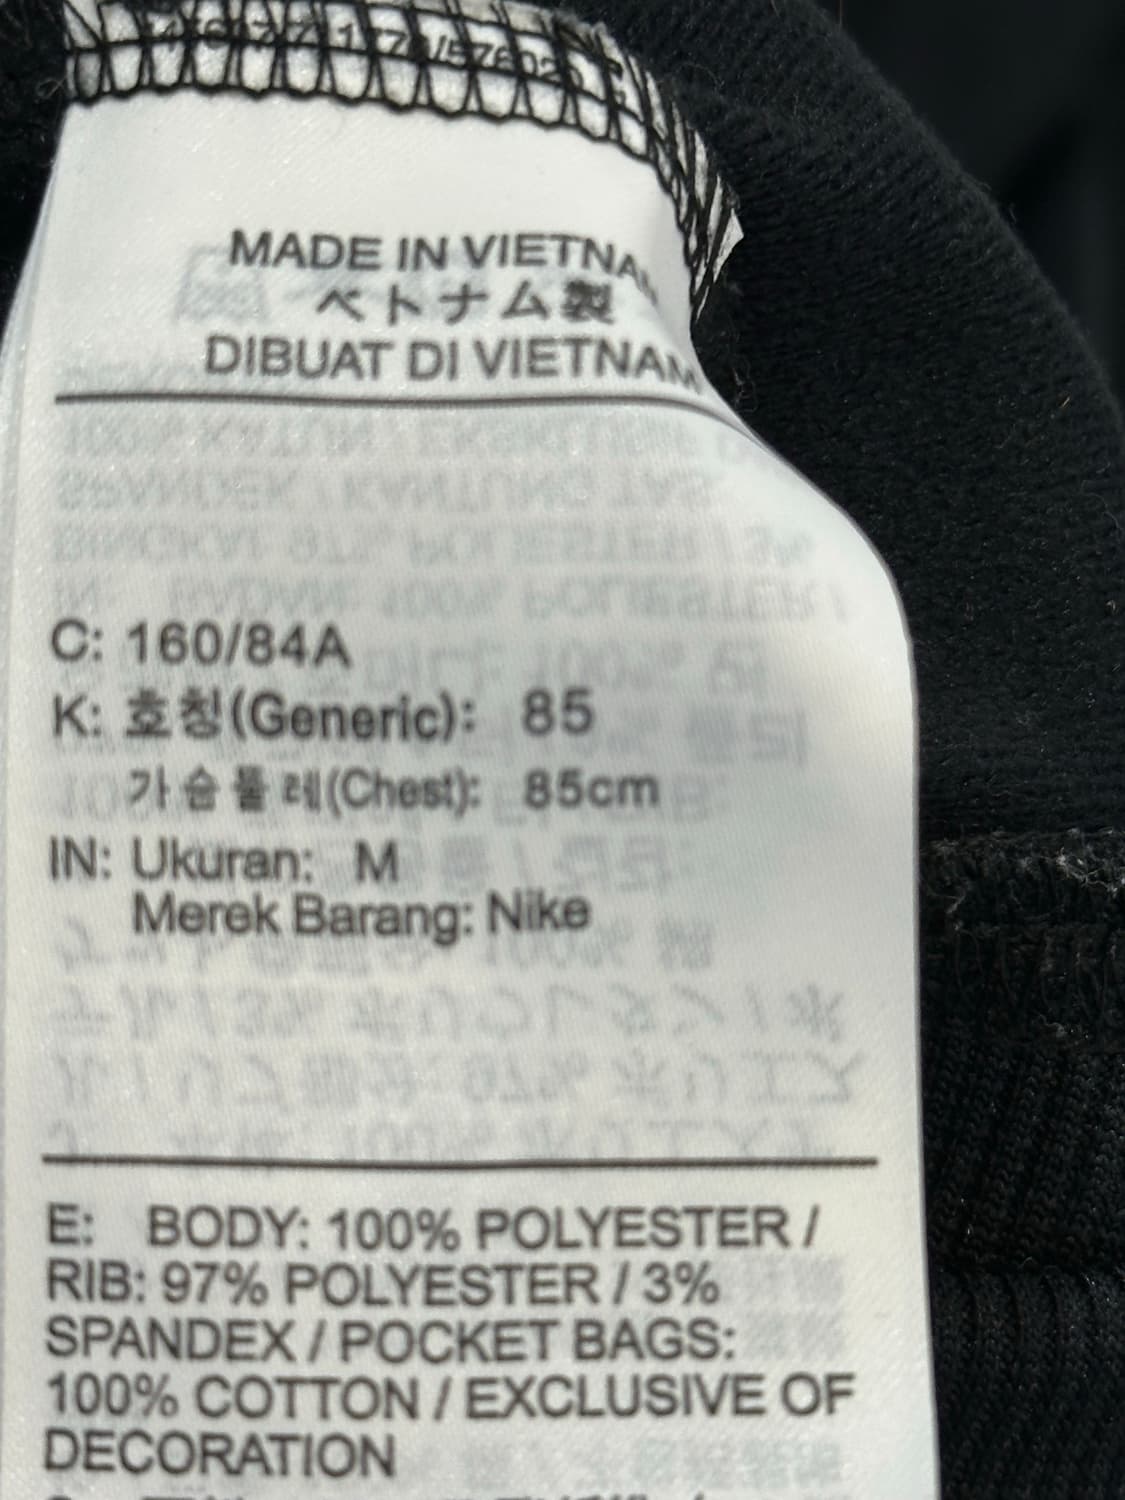 MADE IN VIETNA
ベトナム製
DIBUAT DI VIETNAM
C: 160/84A
K: 호칭(Generic): 85
가슴둘레(Chest): 85cm
IN: Ukuran: M
Merek Barang: Nike
E: BODY: 100% POLYESTER /
RIB: 97% POLYESTER / 3%
SPANDEX / POCKET BAGS:
100% COTTON / EXCLUSIVE OF
DECORATION